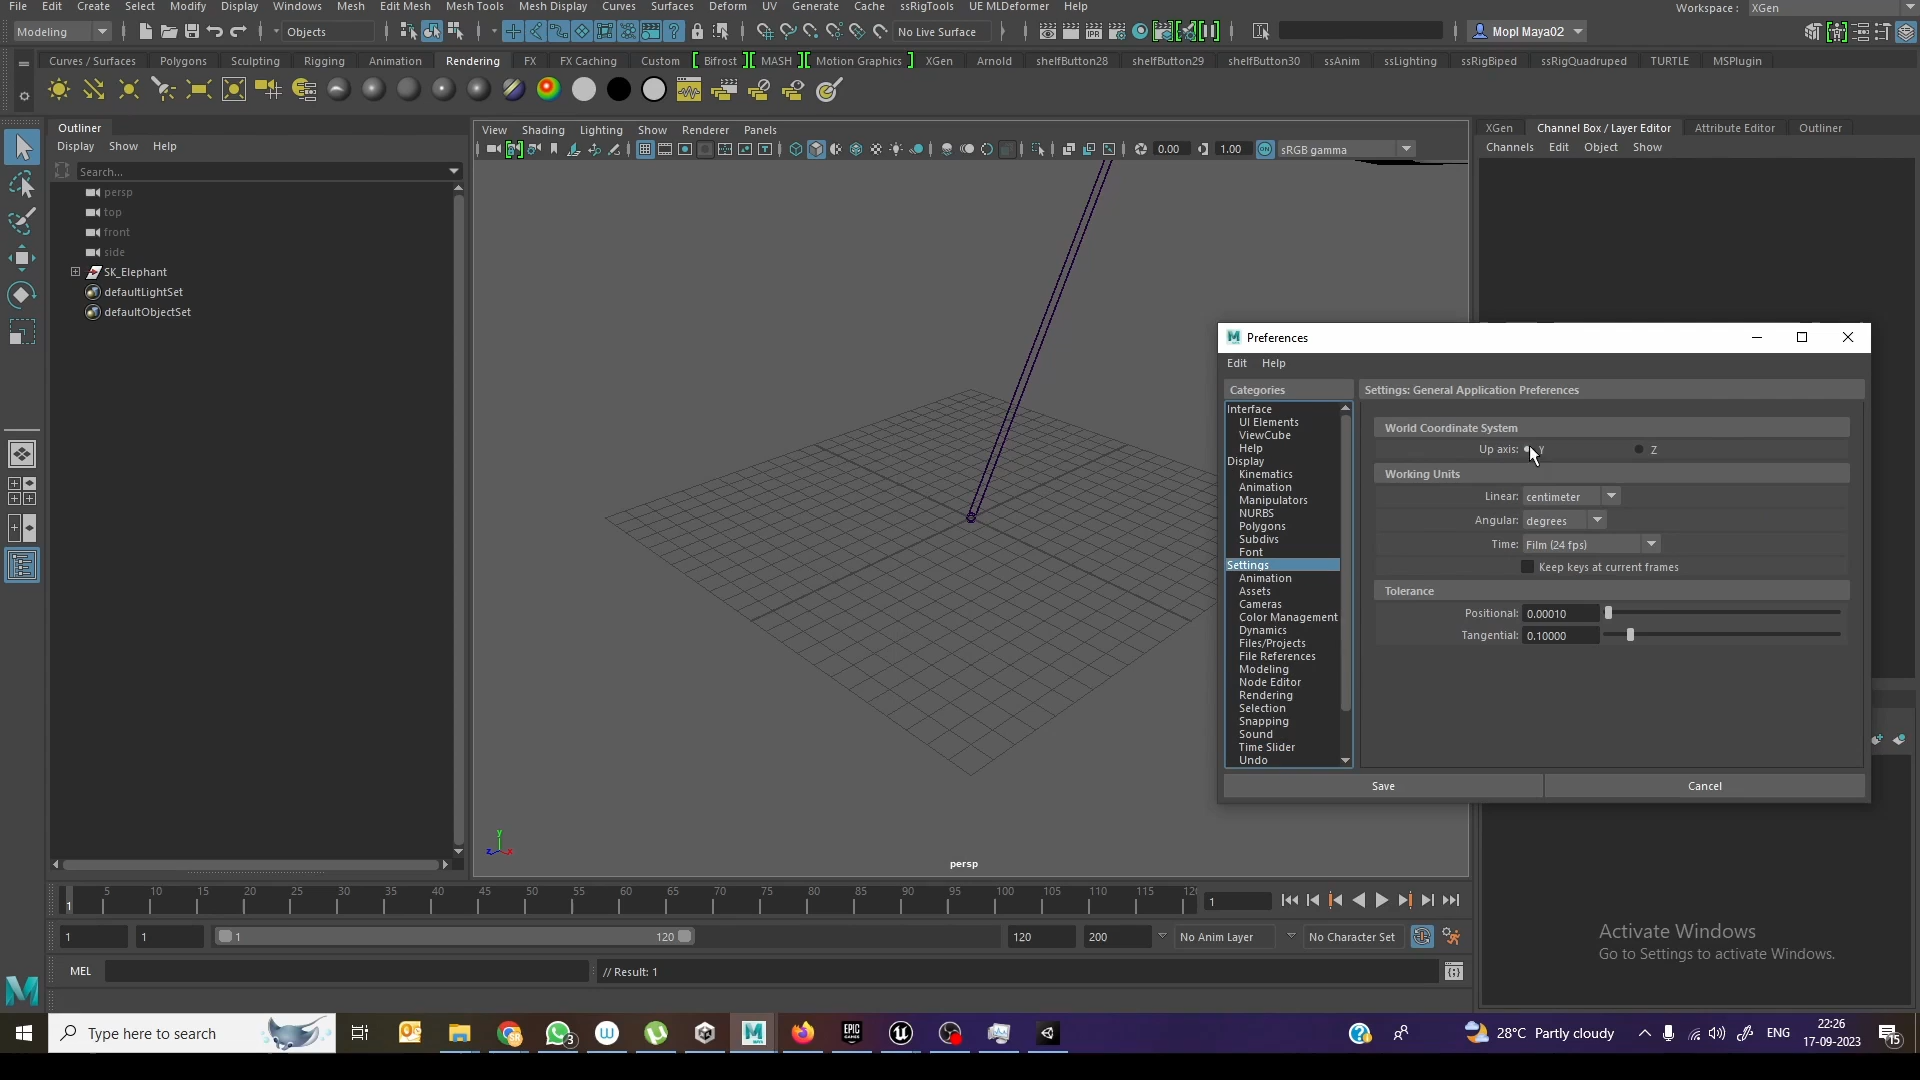 File Edit Create Select Modify Display Windows Mesh Edit Mesh Mesh Tools Mesh Display Curves Surfaces Deform UV Generate Cache ssRigTools UE MLDeformer Help Workspace : XGen
Modeling Objects No Live Surface IPR Mopl Maya02
Curves / Surfaces Polygons Sculpting Rigging Animation Rendering FX FX Caching Custom Bifrost MASH Motion Graphics XGen Arnold shelfButton28 shelfButton29 shelfButton30 ssAnim ssLighting ssRigBiped ssRigQuadruped TURTLE MSPlugin
Outliner
Display Show Help
Search...
persp
top
front
side
SK_Elephant
defaultLightSet
defaultObjectSet
View Shading Lighting Show Renderer Panels
0.00 1.00 ON sRGB gamma
y
z x
persp
XGen Channel Box / Layer Editor Attribute Editor Outliner
Channels Edit Object Show
M Preferences
Edit Help
Categories
Interface
UI Elements
ViewCube
Help
Display
Kinematics
Animation
Manipulators
NURBS
Polygons
Subdivs
Font
Settings
Animation
Assets
Cameras
Color Management
Dynamics
Files/Projects
File References
Modeling
Node Editor
Rendering
Selection
Snapping
Sound
Time Slider
Undo
Settings: General Application Preferences
World Coordinate System
Up axis: Y Z
Working Units
Linear: centimeter
Angular: degrees
Time: Film (24 fps)
Keep keys at current frames
Tolerance
Positional: 0.00010
Tangential: 0.10000
Save Cancel
1 5 10 15 20 25 30 35 40 45 50 55 60 65 70 75 80 85 90 95 100 105 110 115 1
1 1 1 120 120 200 No Anim Layer No Character Set
MEL // Result: 1
Activate Windows
Go to Settings to activate Windows.
Type here to search 3 28°C Partly cloudy ENG 22:26
17-09-2023 15